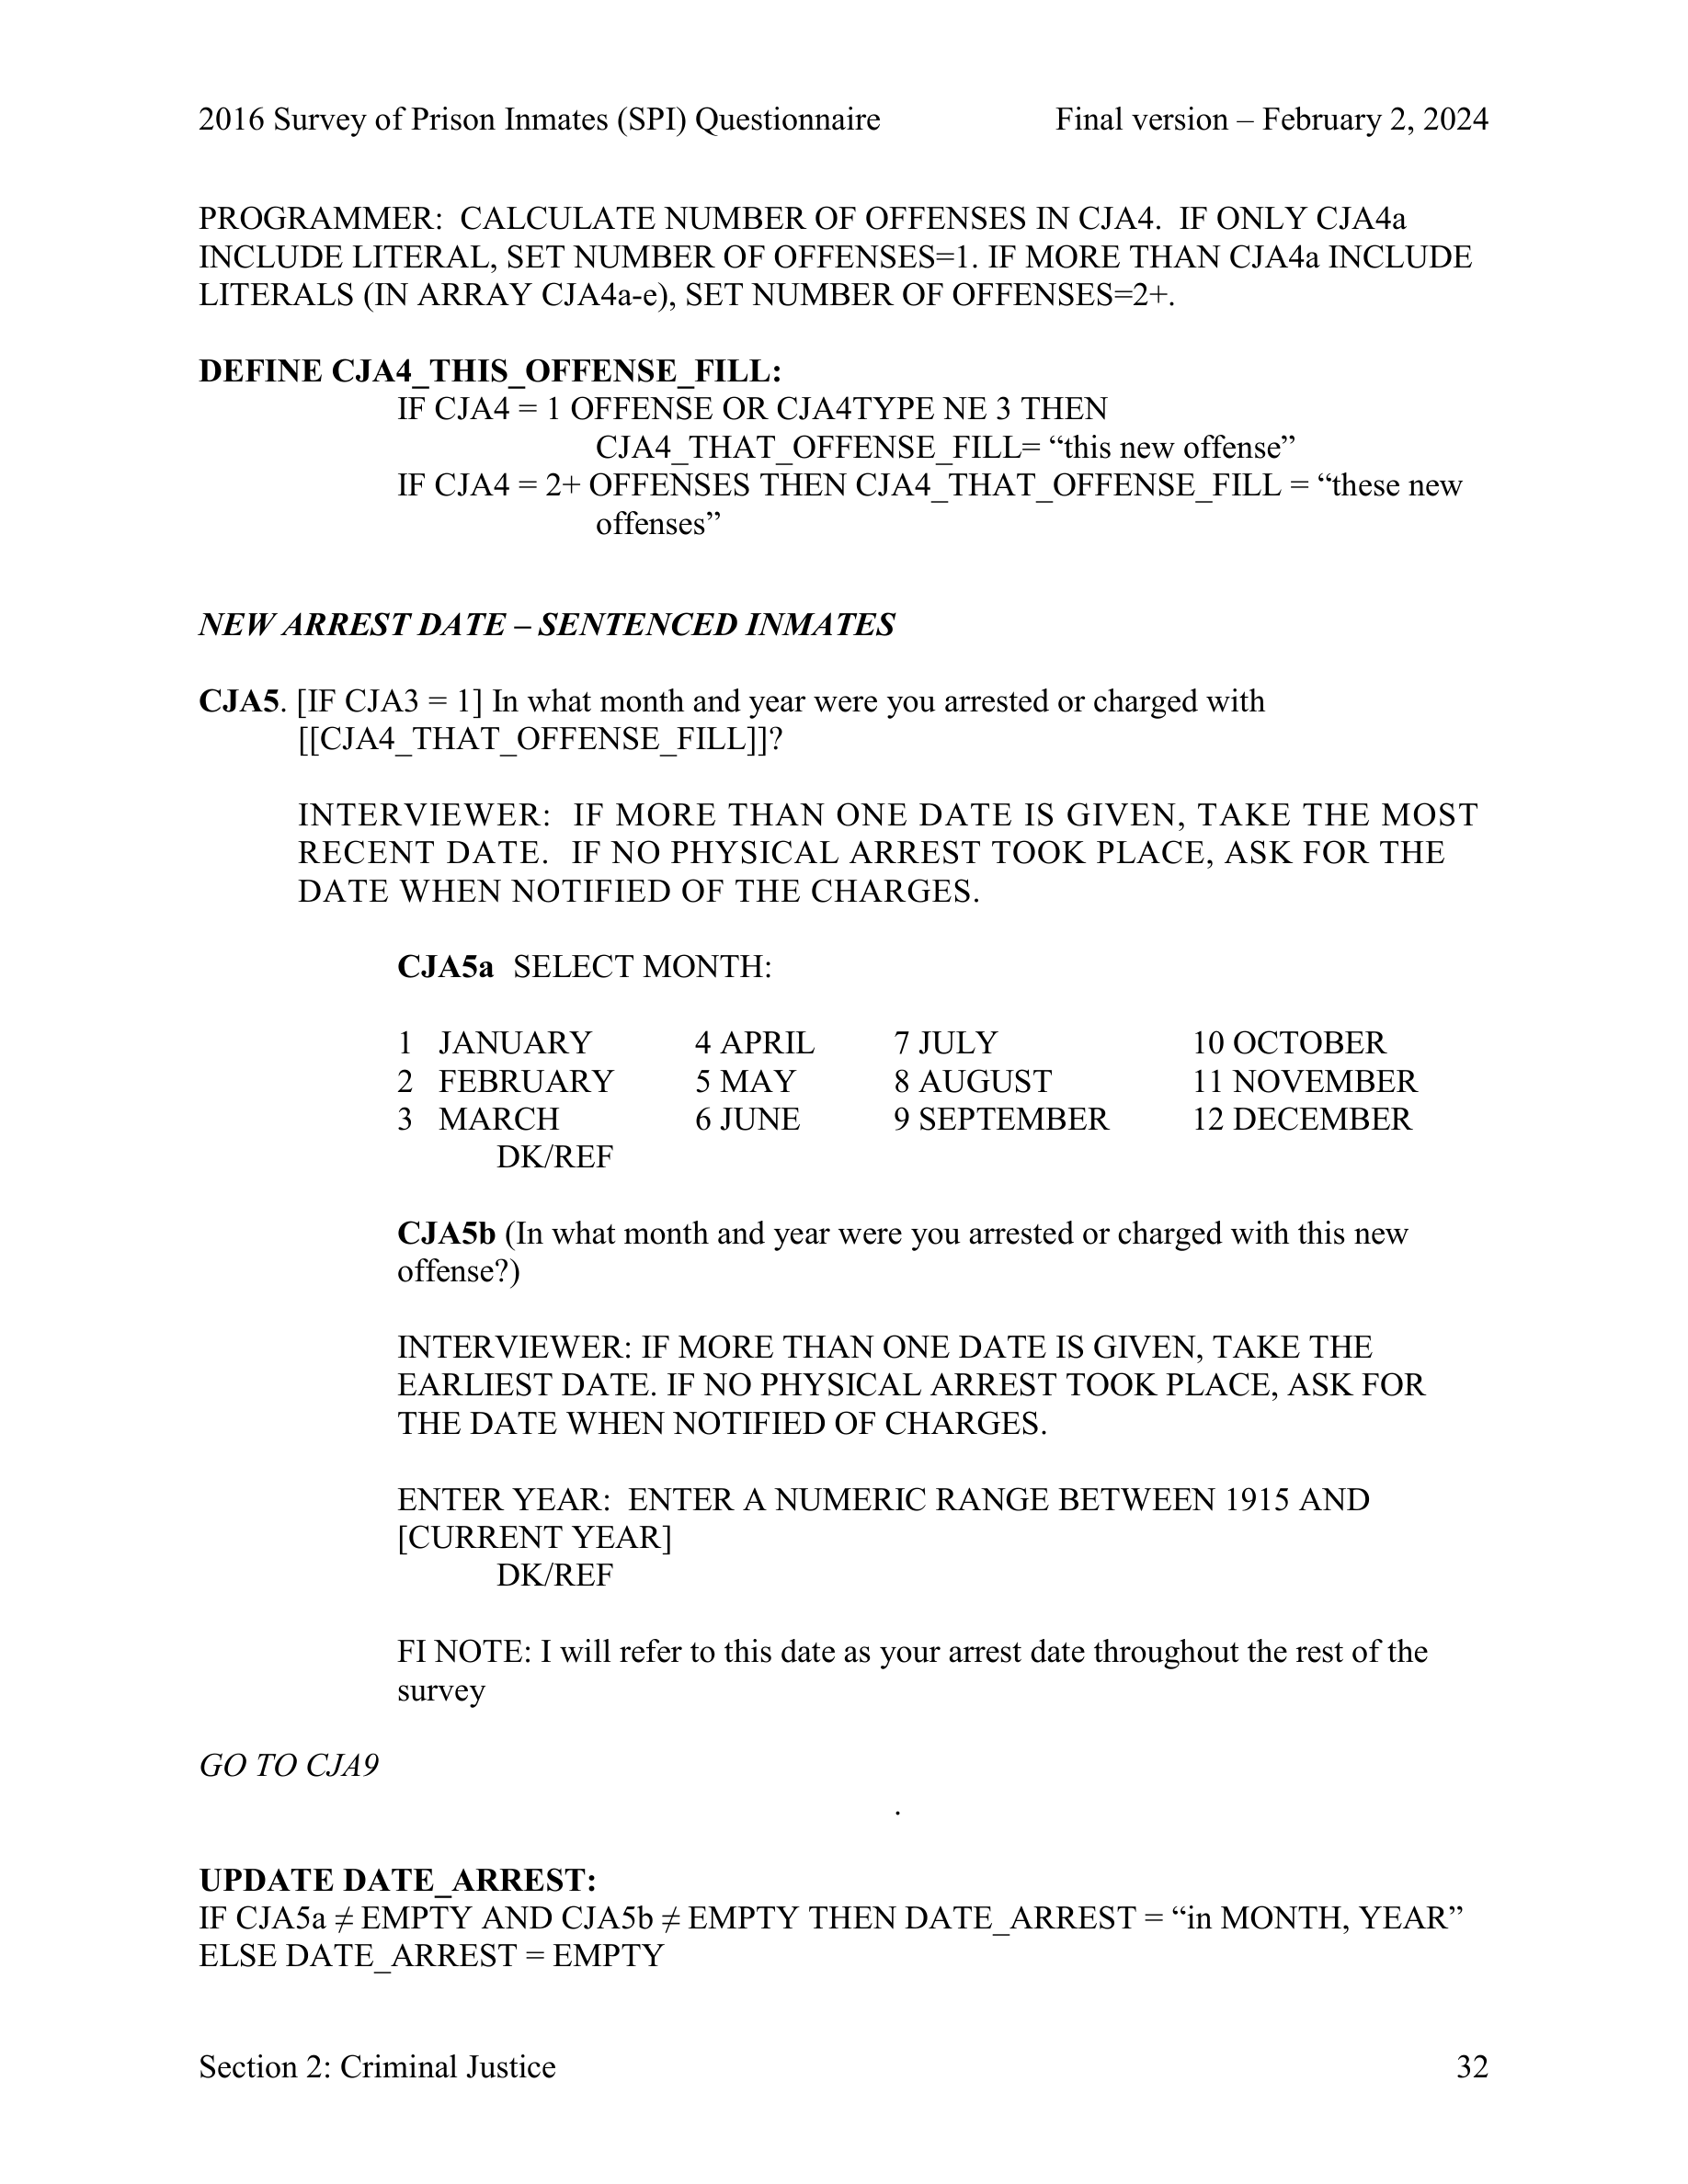 2016 Survey of Prison Inmates (SPI) Questionnaire Final version – February 2, 2024
PROGRAMMER:  CALCULATE NUMBER OF OFFENSES IN CJA4.  IF ONLY CJA4a
INCLUDE LITERAL, SET NUMBER OF OFFENSES=1. IF MORE THAN CJA4a INCLUDE
LITERALS (IN ARRAY CJA4a-e), SET NUMBER OF OFFENSES=2+.
DEFINE CJA4_THIS_OFFENSE_FILL:
IF CJA4 = 1 OFFENSE OR CJA4TYPE NE 3 THEN
CJA4_THAT_OFFENSE_FILL= “this new offense”
IF CJA4 = 2+ OFFENSES THEN CJA4_THAT_OFFENSE_FILL = “these new
offenses”
NEW ARREST DATE – SENTENCED INMATES
CJA5. [IF CJA3 = 1] In what month and year were you arrested or charged with
[[CJA4_THAT_OFFENSE_FILL]]?
INTERVIEWER:  IF MORE THAN ONE DATE IS GIVEN, TAKE THE MOST
RECENT DATE.  IF NO PHYSICAL ARREST TOOK PLACE, ASK FOR THE
DATE WHEN NOTIFIED OF THE CHARGES.
CJA5a  SELECT MONTH:
1 JANUARY 4 APRIL 7 JULY 10 OCTOBER
2 FEBRUARY 5 MAY 8 AUGUST 11 NOVEMBER
3 MARCH 6 JUNE 9 SEPTEMBER 12 DECEMBER
DK/REF
CJA5b (In what month and year were you arrested or charged with this new
offense?)
INTERVIEWER: IF MORE THAN ONE DATE IS GIVEN, TAKE THE
EARLIEST DATE. IF NO PHYSICAL ARREST TOOK PLACE, ASK FOR
THE DATE WHEN NOTIFIED OF CHARGES.
ENTER YEAR:  ENTER A NUMERIC RANGE BETWEEN 1915 AND
[CURRENT YEAR]
DK/REF
FI NOTE: I will refer to this date as your arrest date throughout the rest of the
survey
GO TO CJA9
.
UPDATE DATE_ARREST:
IF CJA5a ≠ EMPTY AND CJA5b ≠ EMPTY THEN DATE_ARREST = “in MONTH, YEAR”
ELSE DATE_ARREST = EMPTY
Section 2: Criminal Justice 32